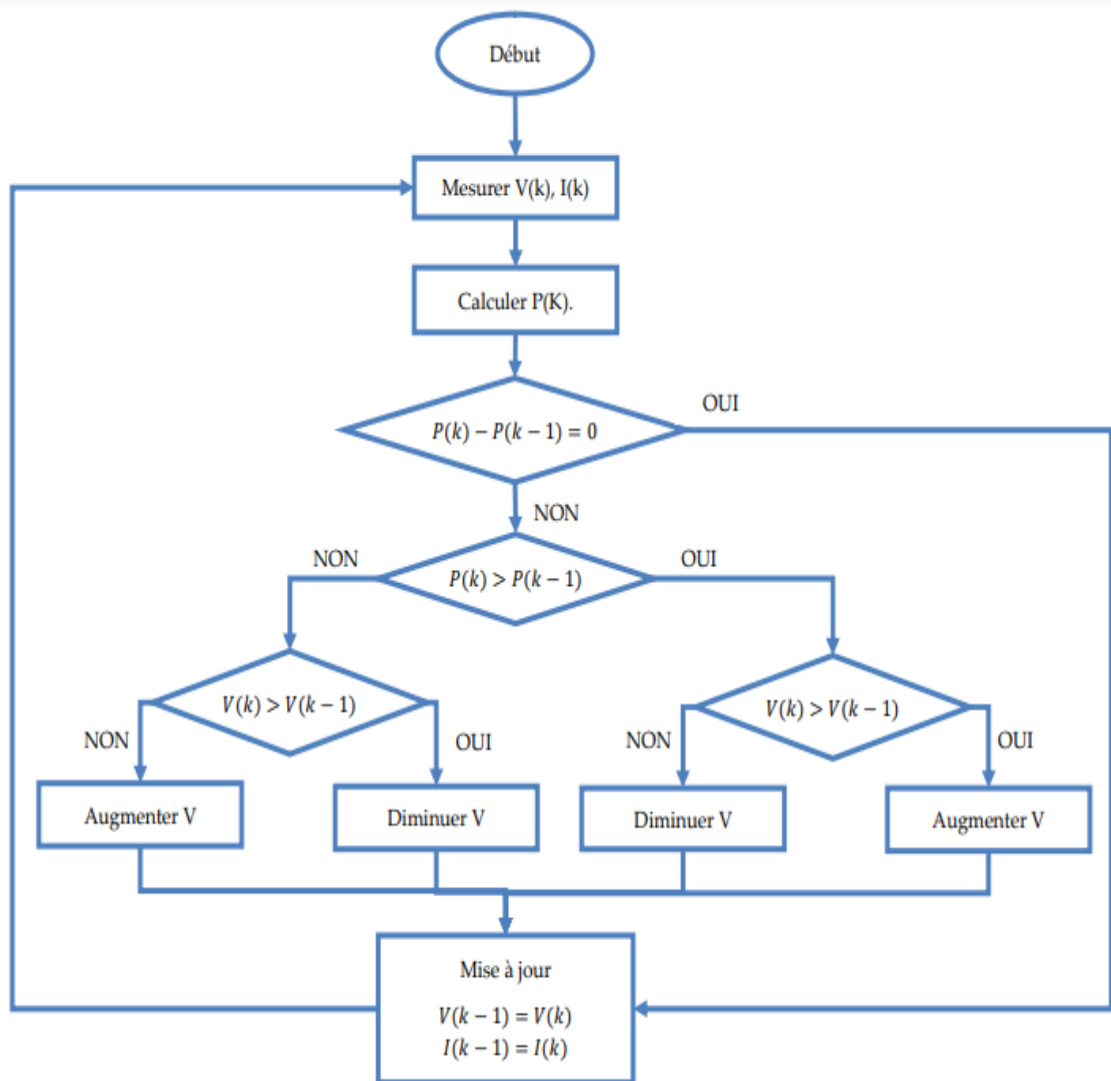 Début
Mesurer V(k), I(k)
Calculer P(K).
OUI
P(k) − P(k − 1) = 0
NON
NON
P(k) > P(k − 1)
OUI
V(k) > V(k − 1)
V(k) > V(k − 1)
NON
OUI
NON
OUI
Augmenter V
Diminuer V
Diminuer V
Augmenter V
Mise à jour
V(k − 1) = V(k)
I(k − 1) = I(k)